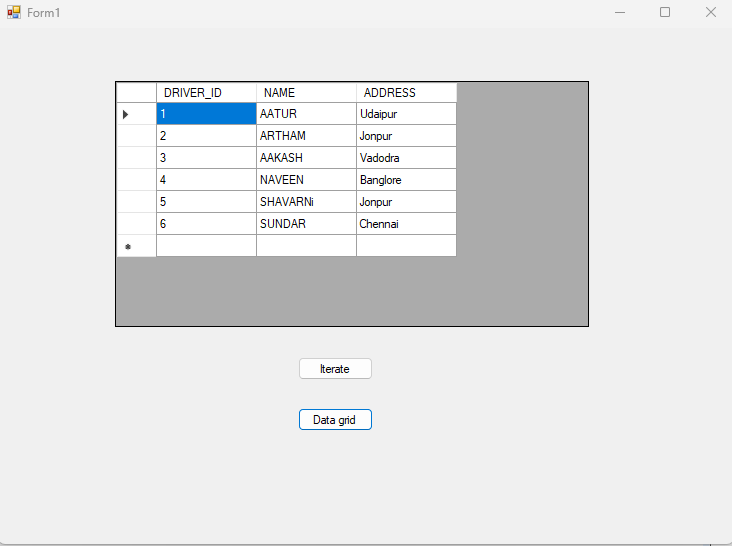 Form1
DRIVER_ID NAME ADDRESS
1 AATUR Udaipur
2 ARTHAM Jonpur
3 AAKASH Vadodra
4 NAVEEN Banglore
5 SHAVARNi Jonpur
6 SUNDAR Chennai
Iterate
Data grid